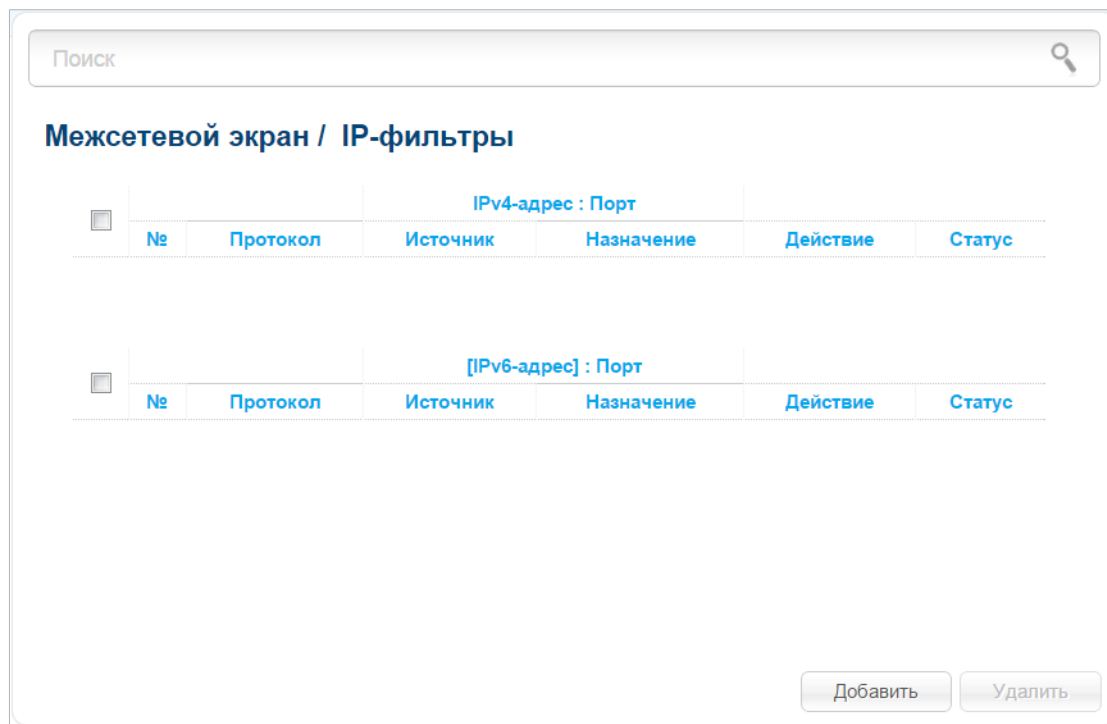 Поиск
Межсетевой экран / IP-фильтры
IPv4-адрес : Порт
№ Протокол Источник Назначение Действие Статус
[IPv6-адрес] : Порт
№ Протокол Источник Назначение Действие Статус
Добавить Удалить